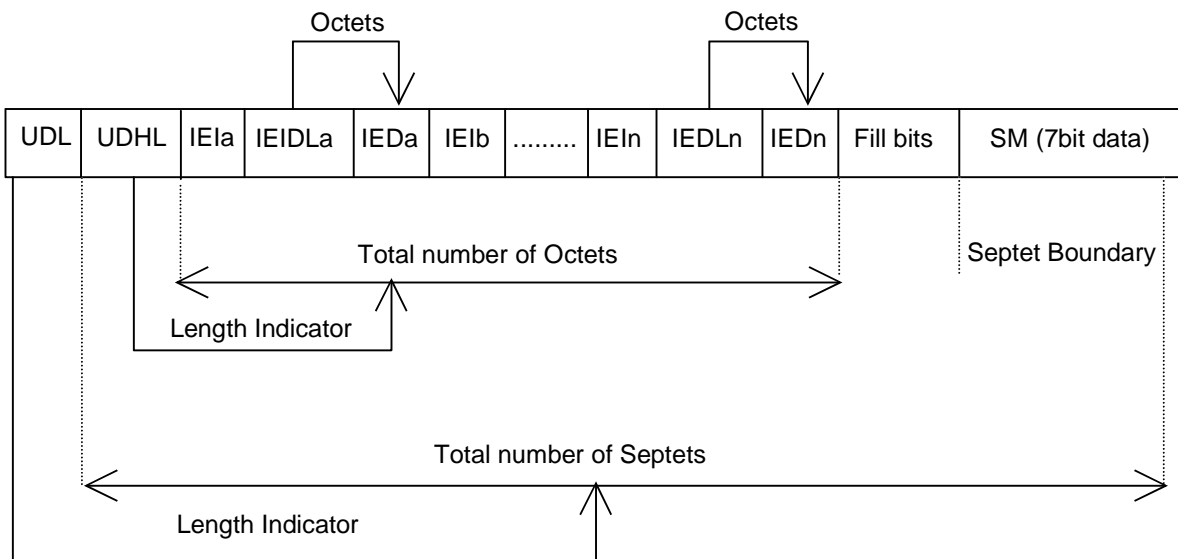 Octets Octets
UDL UDHL IEIa IEIDLa IEDa IEIb ......... IEIn IEDLn IEDn Fill bits SM (7bit data)
Total number of Octets
Septet Boundary
Length Indicator
Total number of Septets
Length Indicator